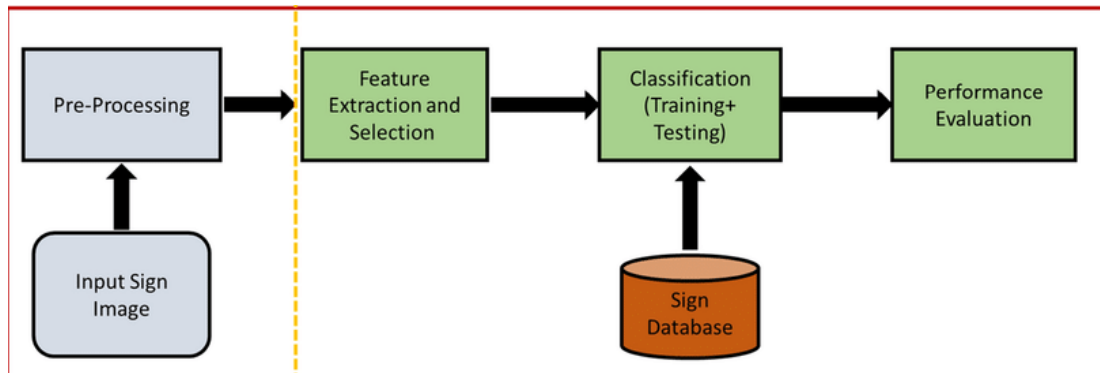 Pre-Processing
Feature
Extraction and
Selection
Classification
(Training+
Testing)
Performance
Evaluation
Input Sign
Image
Sign
Database